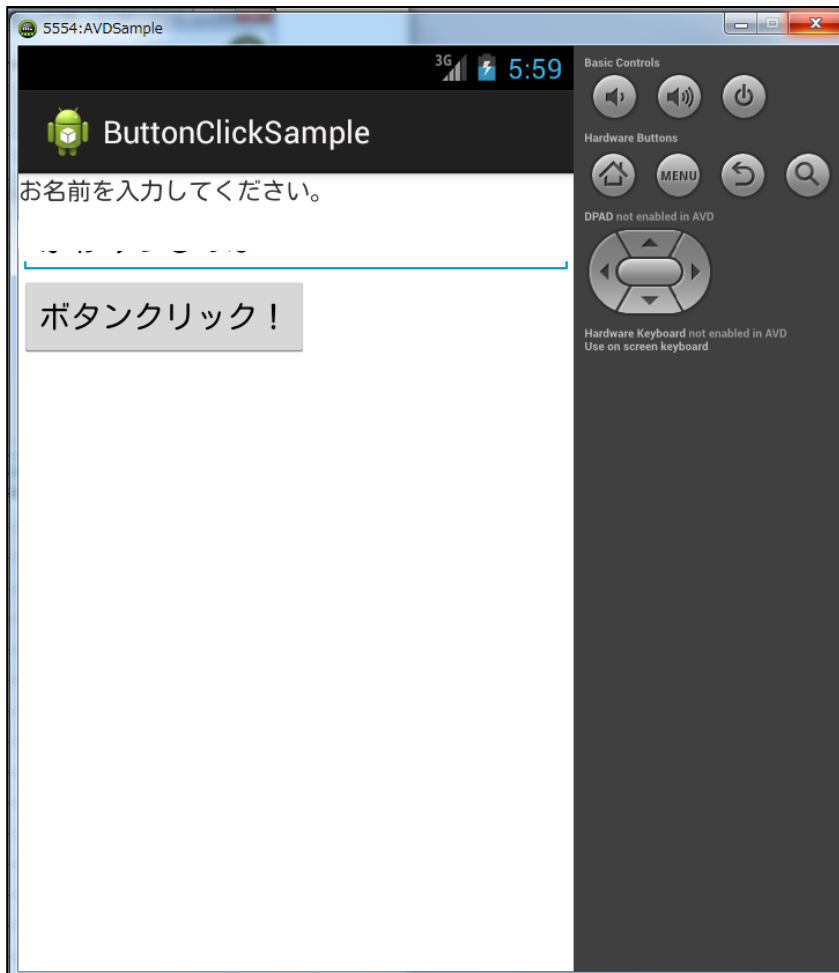 5554:AVDSample
3G 5:59
ButtonClickSample
お名前を入力してください。
ボタンクリック！
Basic Controls
Hardware Buttons
MENU
DPAD not enabled in AVD
Hardware Keyboard not enabled in AVD
Use on screen keyboard